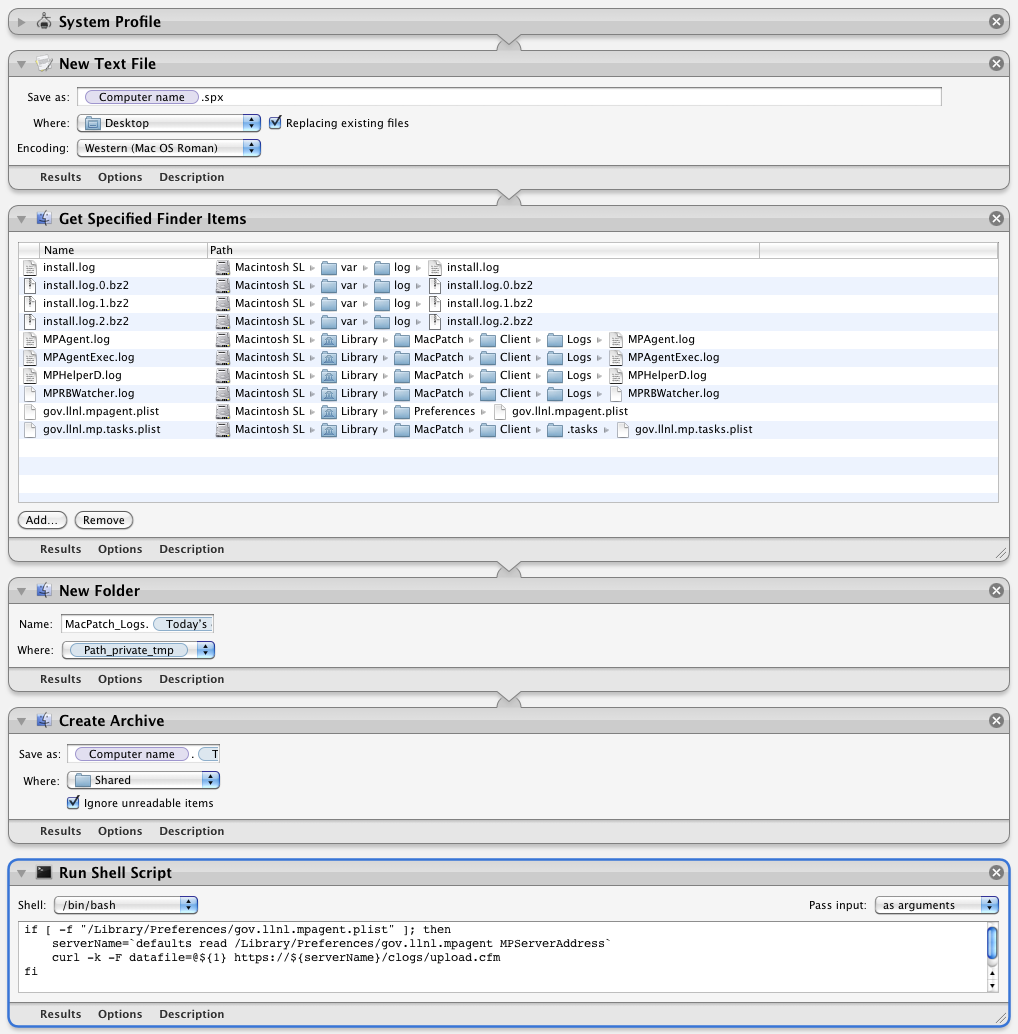 System Profile
New Text File
Save as: Computer name .spx
Where: Desktop Replacing existing files
Encoding: Western (Mac OS Roman)
Results Options Description
Get Specified Finder Items
Name Path
install.log Macintosh SL var log install.log
install.log.0.bz2 Macintosh SL var log install.log.0.bz2
install.log.1.bz2 Macintosh SL var log install.log.1.bz2
install.log.2.bz2 Macintosh SL var log install.log.2.bz2
MPAgent.log Macintosh SL Library MacPatch Client Logs MPAgent.log
MPAgentExec.log Macintosh SL Library MacPatch Client Logs MPAgentExec.log
MPHelperD.log Macintosh SL Library MacPatch Client Logs MPHelperD.log
MPRBWatcher.log Macintosh SL Library MacPatch Client Logs MPRBWatcher.log
gov.llnl.mpagent.plist Macintosh SL Library Preferences gov.llnl.mpagent.plist
gov.llnl.mp.tasks.plist Macintosh SL Library MacPatch Client .tasks gov.llnl.mp.tasks.plist
Add... Remove
Results Options Description
New Folder
Name: MacPatch_Logs. Today's
Where: Path_private_tmp
Results Options Description
Create Archive
Save as: Computer name . T
Where: Shared
Ignore unreadable items
Results Options Description
Run Shell Script
Shell: /bin/bash Pass input: as arguments
if [ -f "/Library/Preferences/gov.llnl.mpagent.plist" ]; then
serverName=`defaults read /Library/Preferences/gov.llnl.mpagent MPServerAddress`
curl -k -F datafile=@${1} https://${serverName}/clogs/upload.cfm
fi
Results Options Description